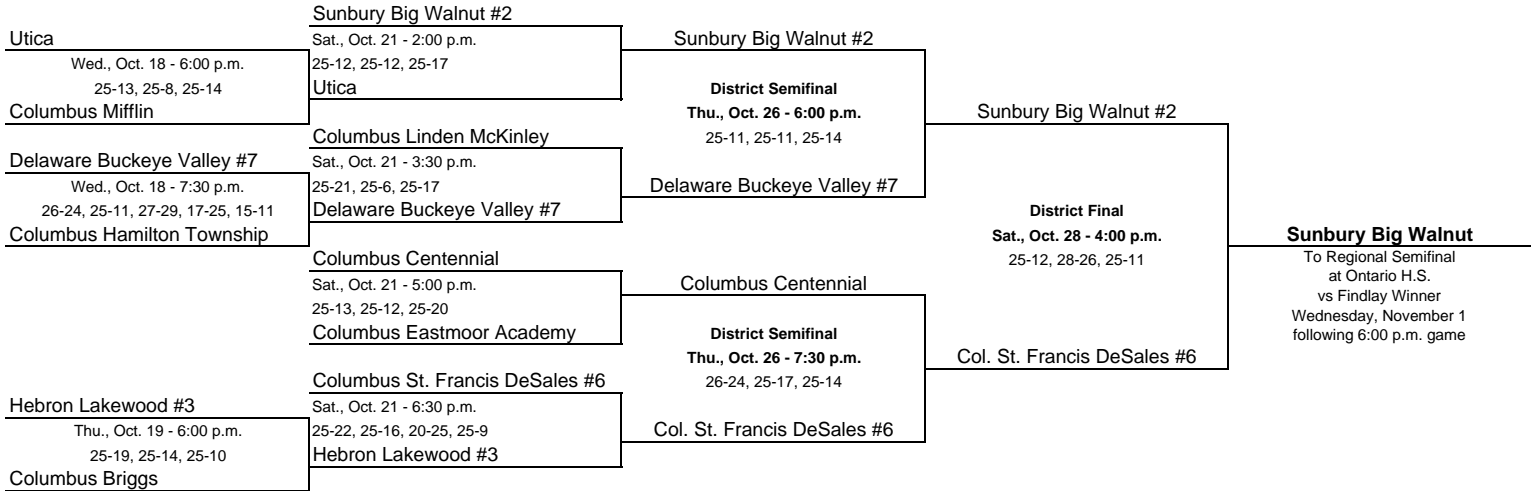 Utica
Wed., Oct. 18 - 6:00 p.m.
25-13, 25-8, 25-14
Columbus Mifflin
Delaware Buckeye Valley #7
Wed., Oct. 18 - 7:30 p.m.
26-24, 25-11, 27-29, 17-25, 15-11
Columbus Hamilton Township
Hebron Lakewood #3
Thu., Oct. 19 - 6:00 p.m.
25-19, 25-14, 25-10
Columbus Briggs
Sunbury Big Walnut #2
Sat., Oct. 21 - 2:00 p.m.
25-12, 25-12, 25-17
Utica
Columbus Linden McKinley
Sat., Oct. 21 - 3:30 p.m.
25-21, 25-6, 25-17
Delaware Buckeye Valley #7
Columbus Centennial
Sat., Oct. 21 - 5:00 p.m.
25-13, 25-12, 25-20
Columbus Eastmoor Academy
Columbus St. Francis DeSales #6
Sat., Oct. 21 - 6:30 p.m.
25-22, 25-16, 20-25, 25-9
Hebron Lakewood #3
Sunbury Big Walnut #2
District Semifinal
Thu., Oct. 26 - 6:00 p.m.
25-11, 25-11, 25-14
Delaware Buckeye Valley #7
Columbus Centennial
District Semifinal
Thu., Oct. 26 - 7:30 p.m.
26-24, 25-17, 25-14
Col. St. Francis DeSales #6
Sunbury Big Walnut #2
District Final
Sat., Oct. 28 - 4:00 p.m.
25-12, 28-26, 25-11
Col. St. Francis DeSales #6
Sunbury Big Walnut
To Regional Semifinal
at Ontario H.S.
vs Findlay Winner
Wednesday, November 1
following 6:00 p.m. game